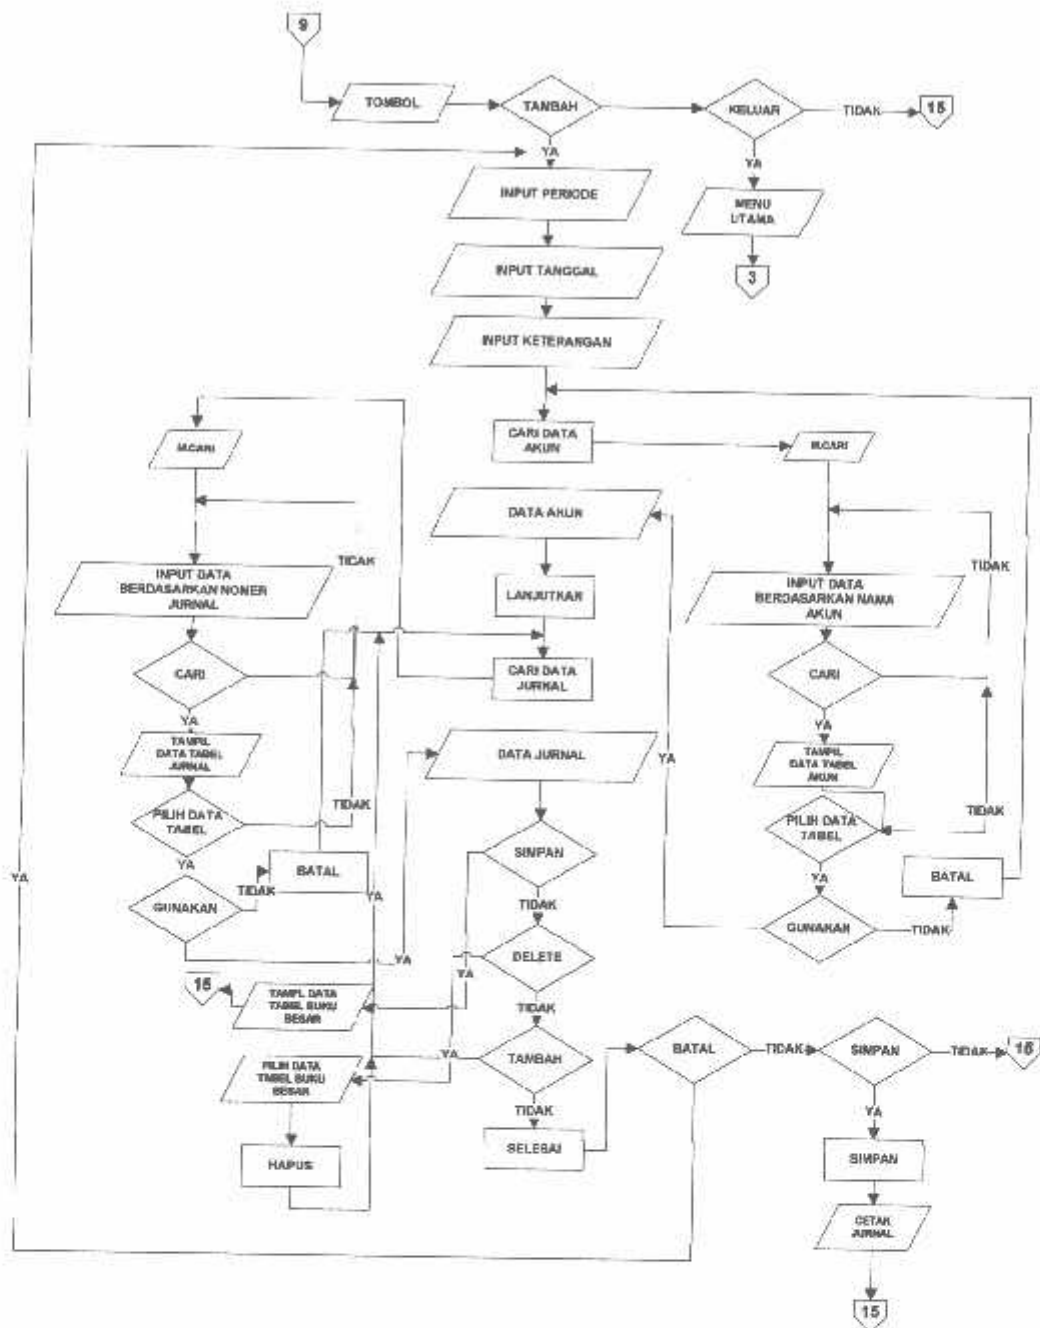 9
TOMBOL
TAMBAH
KELUAR
TIDAK
15
YA
YA
INPUT PERIODE
MENU
UTAMA
INPUT TANGGAL
3
INPUT KETERANGAN
CARI DATA
AKUN
M.CARI
M.CARI
DATA AKUN
TIDAK
TIDAK
INPUT DATA
BERDASARKAN NOMER
JURNAL
LANJUTKAN
INPUT DATA
BERDASARKAN NAMA
AKUN
CARI
CARI DATA
JURNAL
CARI
YA
YA
TAMPIL
DATA TABEL
JURNAL
DATA JURNAL
YA
TAMPIL
DATA TABEL
AKUN
TIDAK
TIDAK
PILIH DATA
TABEL
PILIH DATA
TABEL
SIMPAN
YA
BATAL
YA
YA
TIDAK
YA
BATAL
GUNAKAN
TIDAK
GUNAKAN
TIDAK
YA
DELETE
YA
15
TAMPL DATA
TABEL BUKU
BESAR
TIDAK
YA
TAMBAH
BATAL
TIDAK
SIMPAN
TIDAK
15
PILIH DATA
TABEL BUKU
BESAR
TIDAK
YA
SELESAI
HAPUS
SIMPAN
CETAK
JURNAL
15